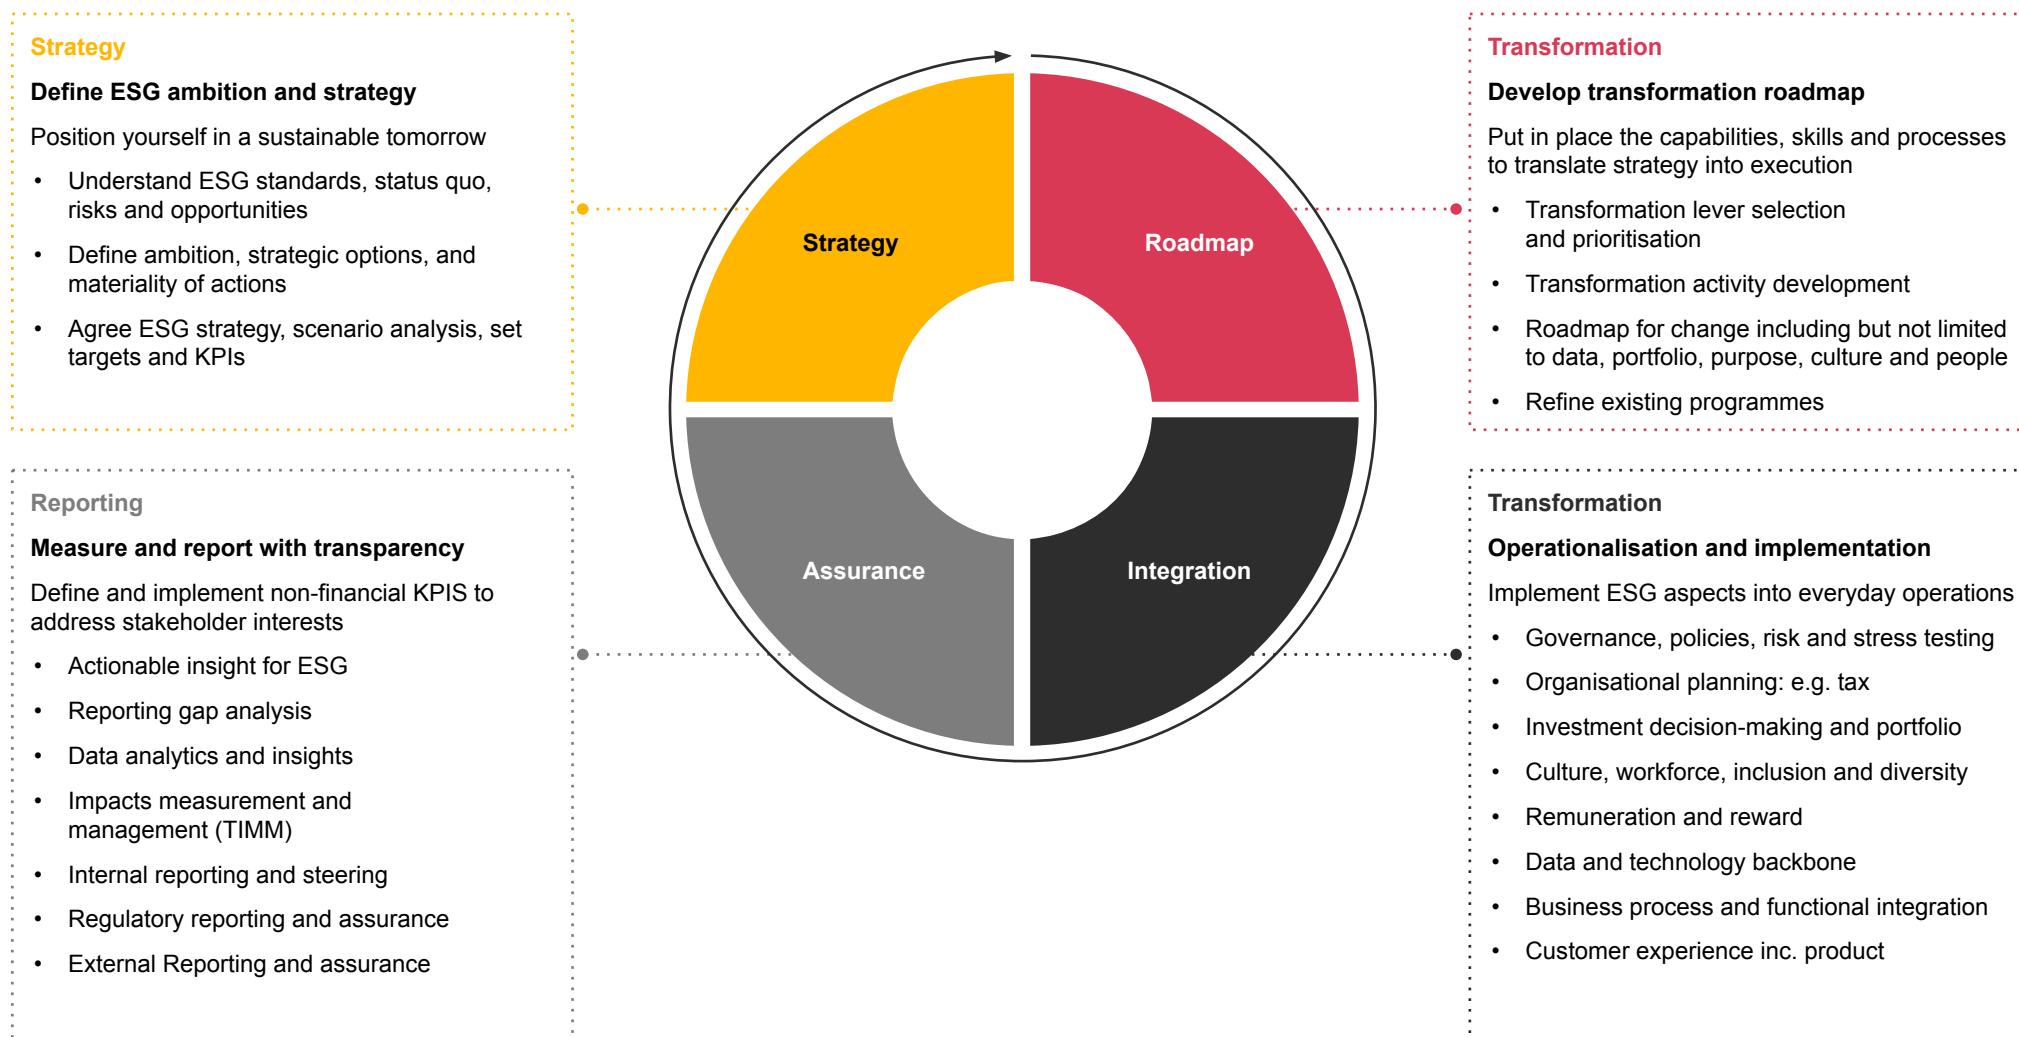 Strategy
Define ESG ambition and strategy
Position yourself in a sustainable tomorrow
• Understand ESG standards, status quo,
risks and opportunities
• Define ambition, strategic options, and
materiality of actions
• Agree ESG strategy, scenario analysis, set
targets and KPIs
Strategy
Roadmap
Assurance
Integration
Transformation
Develop transformation roadmap
Put in place the capabilities, skills and processes
to translate strategy into execution
• Transformation lever selection
and prioritisation
• Transformation activity development
• Roadmap for change including but not limited
to data, portfolio, purpose, culture and people
• Refine existing programmes
Reporting
Measure and report with transparency
Define and implement non-financial KPIS to
address stakeholder interests
• Actionable insight for ESG
• Reporting gap analysis
• Data analytics and insights
• Impacts measurement and
management (TIMM)
• Internal reporting and steering
• Regulatory reporting and assurance
• External Reporting and assurance
Transformation
Operationalisation and implementation
Implement ESG aspects into everyday operations
• Governance, policies, risk and stress testing
• Organisational planning: e.g. tax
• Investment decision-making and portfolio
• Culture, workforce, inclusion and diversity
• Remuneration and reward
• Data and technology backbone
• Business process and functional integration
• Customer experience inc. product